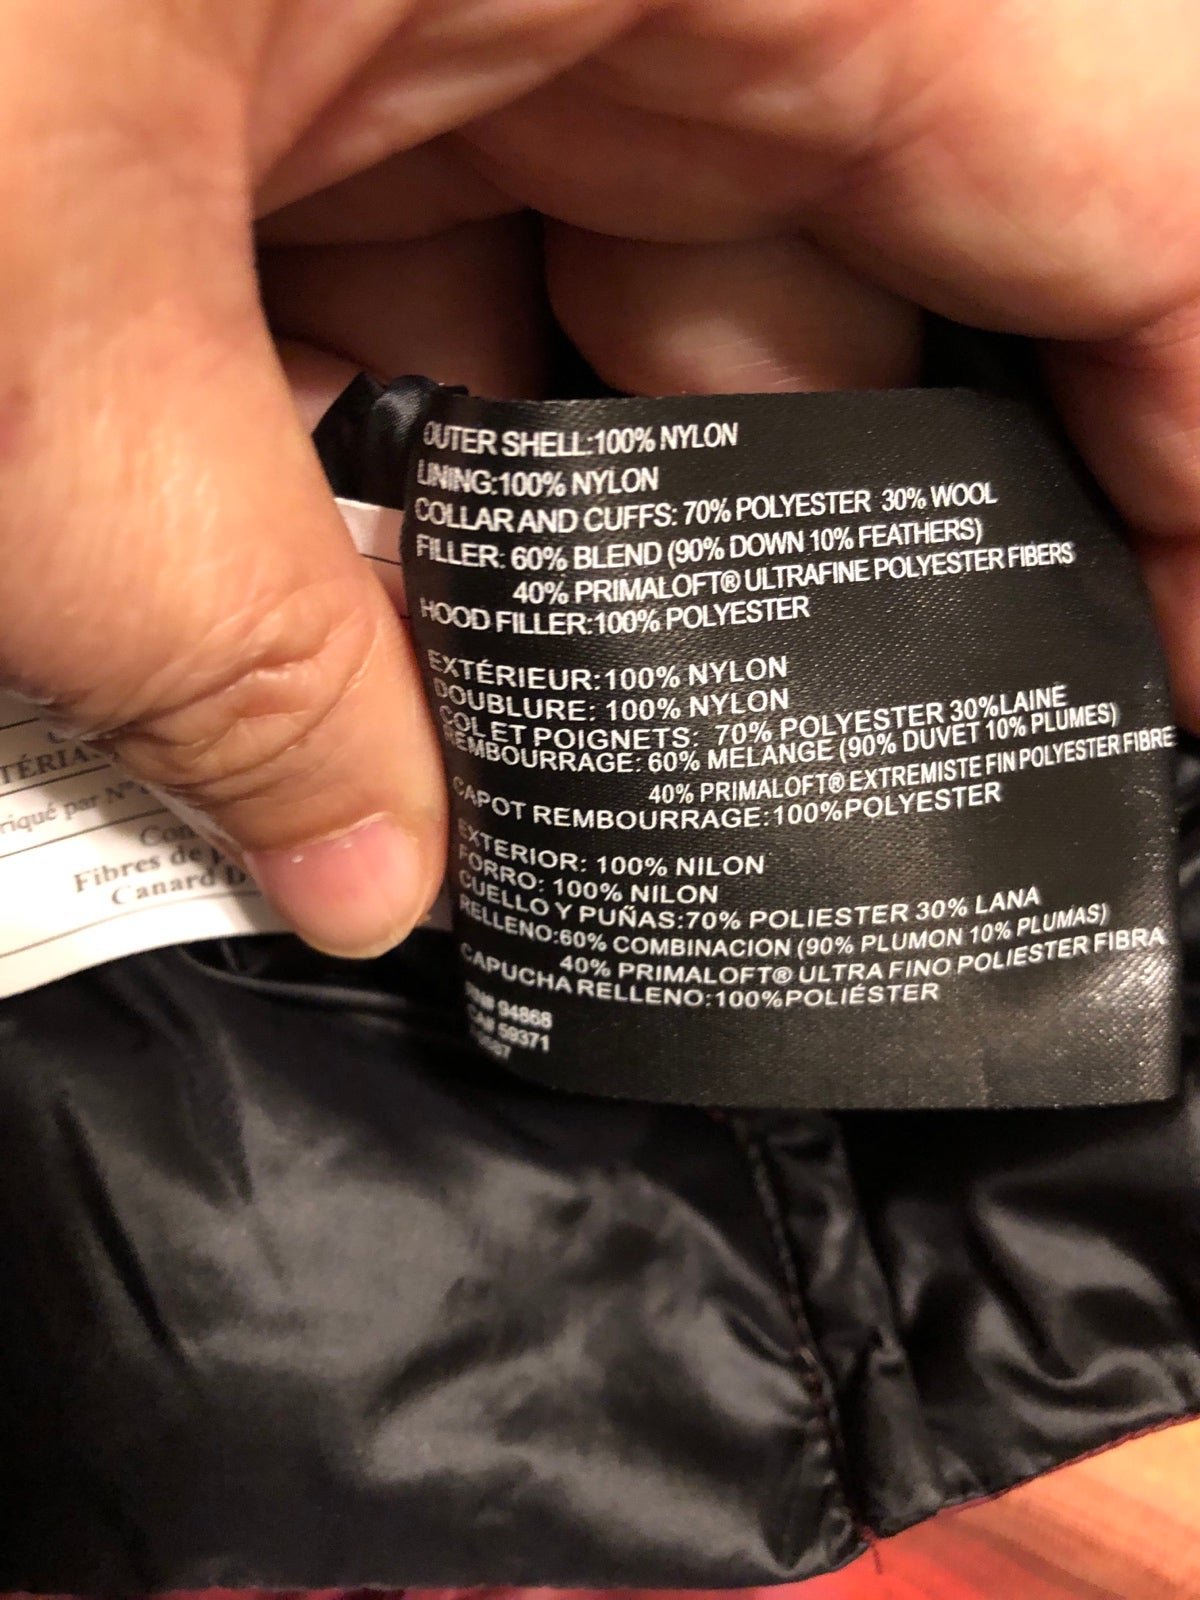 OUTER SHELL:100% NYLON
LINING:100% NYLON
COLLAR AND CUFFS: 70% POLYESTER 30% WOOL
FILLER: 60% BLEND (90% DOWN 10% FEATHERS)
40% PRIMALOFT® ULTRAFINE POLYESTER FIBERS
HOOD FILLER:100% POLYESTER
EXTÉRIEUR:100% NYLON
DOUBLURE: 100% NYLON
COL ET POIGNETS: 70% POLYESTER 30%LAINE
REMBOURRAGE: 60% MELANGE (90% DUVET 10% PLUMES)
40% PRIMALOFT® EXTREMISTE FIN POLYESTER FIBRE
CAPOT REMBOURRAGE:100%POLYESTER
EXTERIOR: 100% NILON
FORRO: 100% NILON
CUELLO Y PUÑAS:70% POLIESTER 30% LANA
RELLENO:60% COMBINACION (90% PLUMON 10% PLUMAS)
40% PRIMALOFT® ULTRA FINO POLIESTER FIBRA
CAPUCHA RELLENO:100%POLIÉSTER
94868
CA# 59371
par N°
Fibres de
Canard